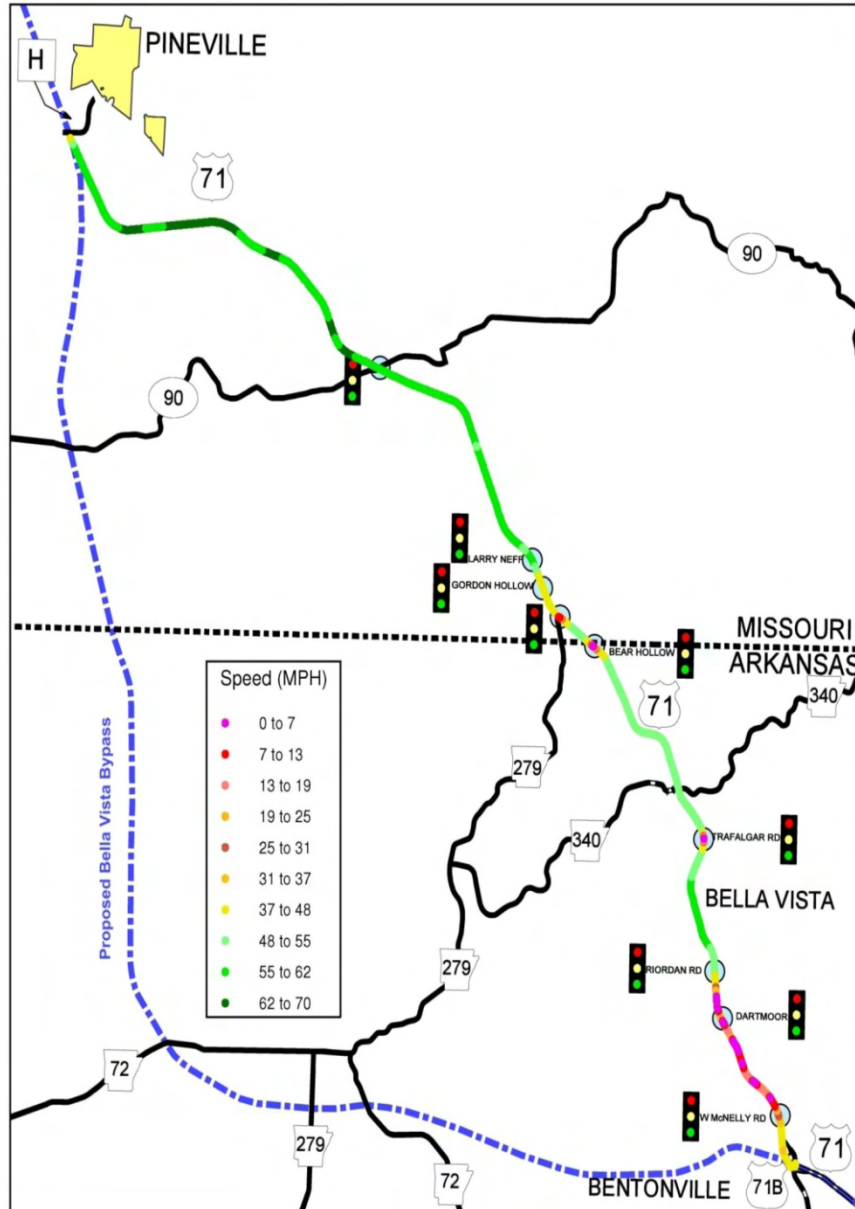 PINEVILLE
H
71
90
90
LARRY NEFF
GORDON HOLLOW
MISSOURI
BEAR HOLLOW
ARKANSAS
Speed (MPH)
0 to 7
7 to 13
13 to 19
19 to 25
25 to 31
31 to 37
37 to 48
48 to 55
55 to 62
62 to 70
340
71
279
340
TRAFALGAR RD
Proposed Bella Vista Bypass
BELLA VISTA
279
RIORDAN RD
DARTMOOR
72
W McNELLY RD
279
72
71
BENTONVILLE
71B